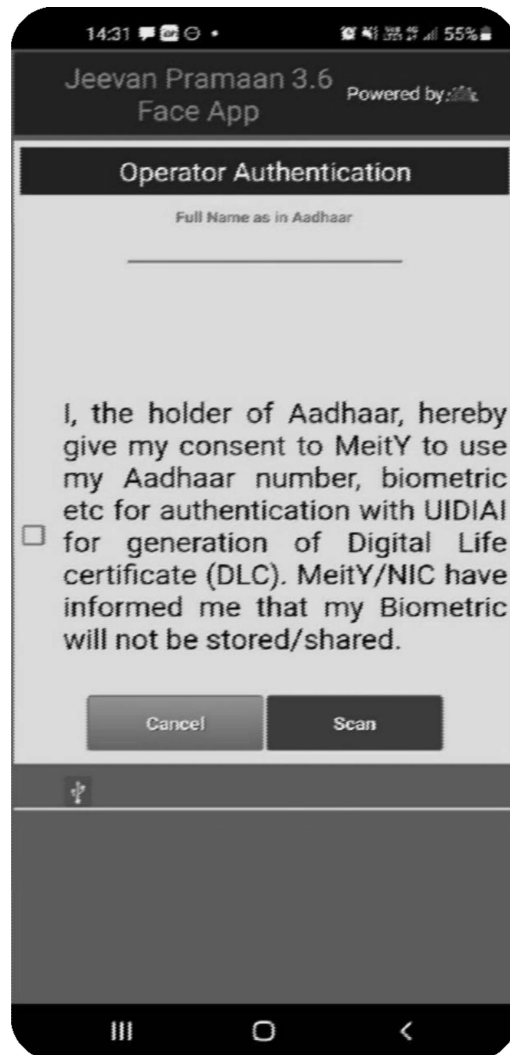 14:31
55%
Jeevan Pramaan 3.6
Face App
Powered by
Operator Authentication
Full Name as in Aadhaar
I, the holder of Aadhaar, hereby
give my consent to MeitY to use
my Aadhaar number, biometric
etc for authentication with UIDIAI
for generation of Digital Life
certificate (DLC). MeitY/NIC have
informed me that my Biometric
will not be stored/shared.
Cancel
Scan